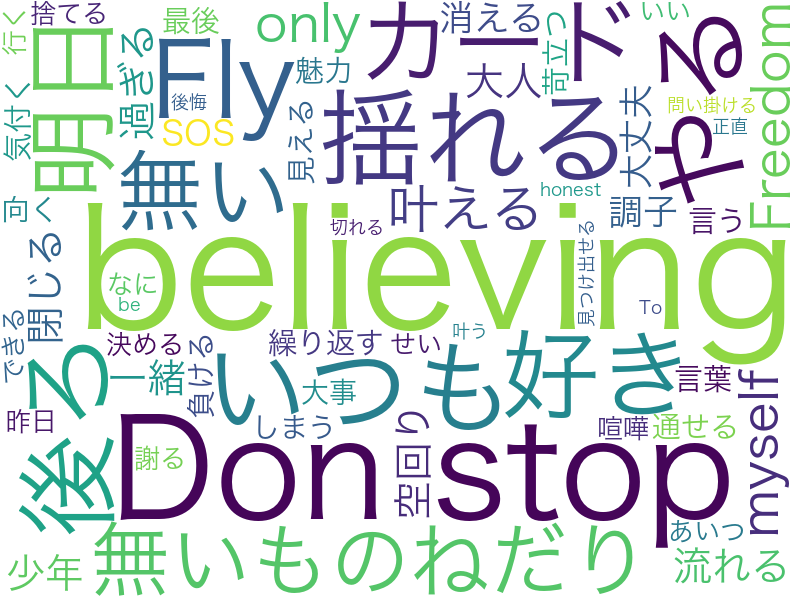 捨てる
最後
only
カード
消える
いい
やる
行く
明日
過ぎる
Fly
後悔
魅力
大人
苛立つ
気付く
SOS
見える
揺れる
大丈夫
問い掛ける
正直
Freedom
向く
無い
叶える
honest
調子
言う
believing
切れる
閉じる
なに
be
見つけ出せる
To
できる
後ろ
決める
一緒
負ける
繰り返す
せい
叶う
いつも
好き
言葉
myself
大事
昨日
しまう
空回り
喧嘩
通せる
Don
stop
謝る
あいつ
少年
無いものねだり
流れる